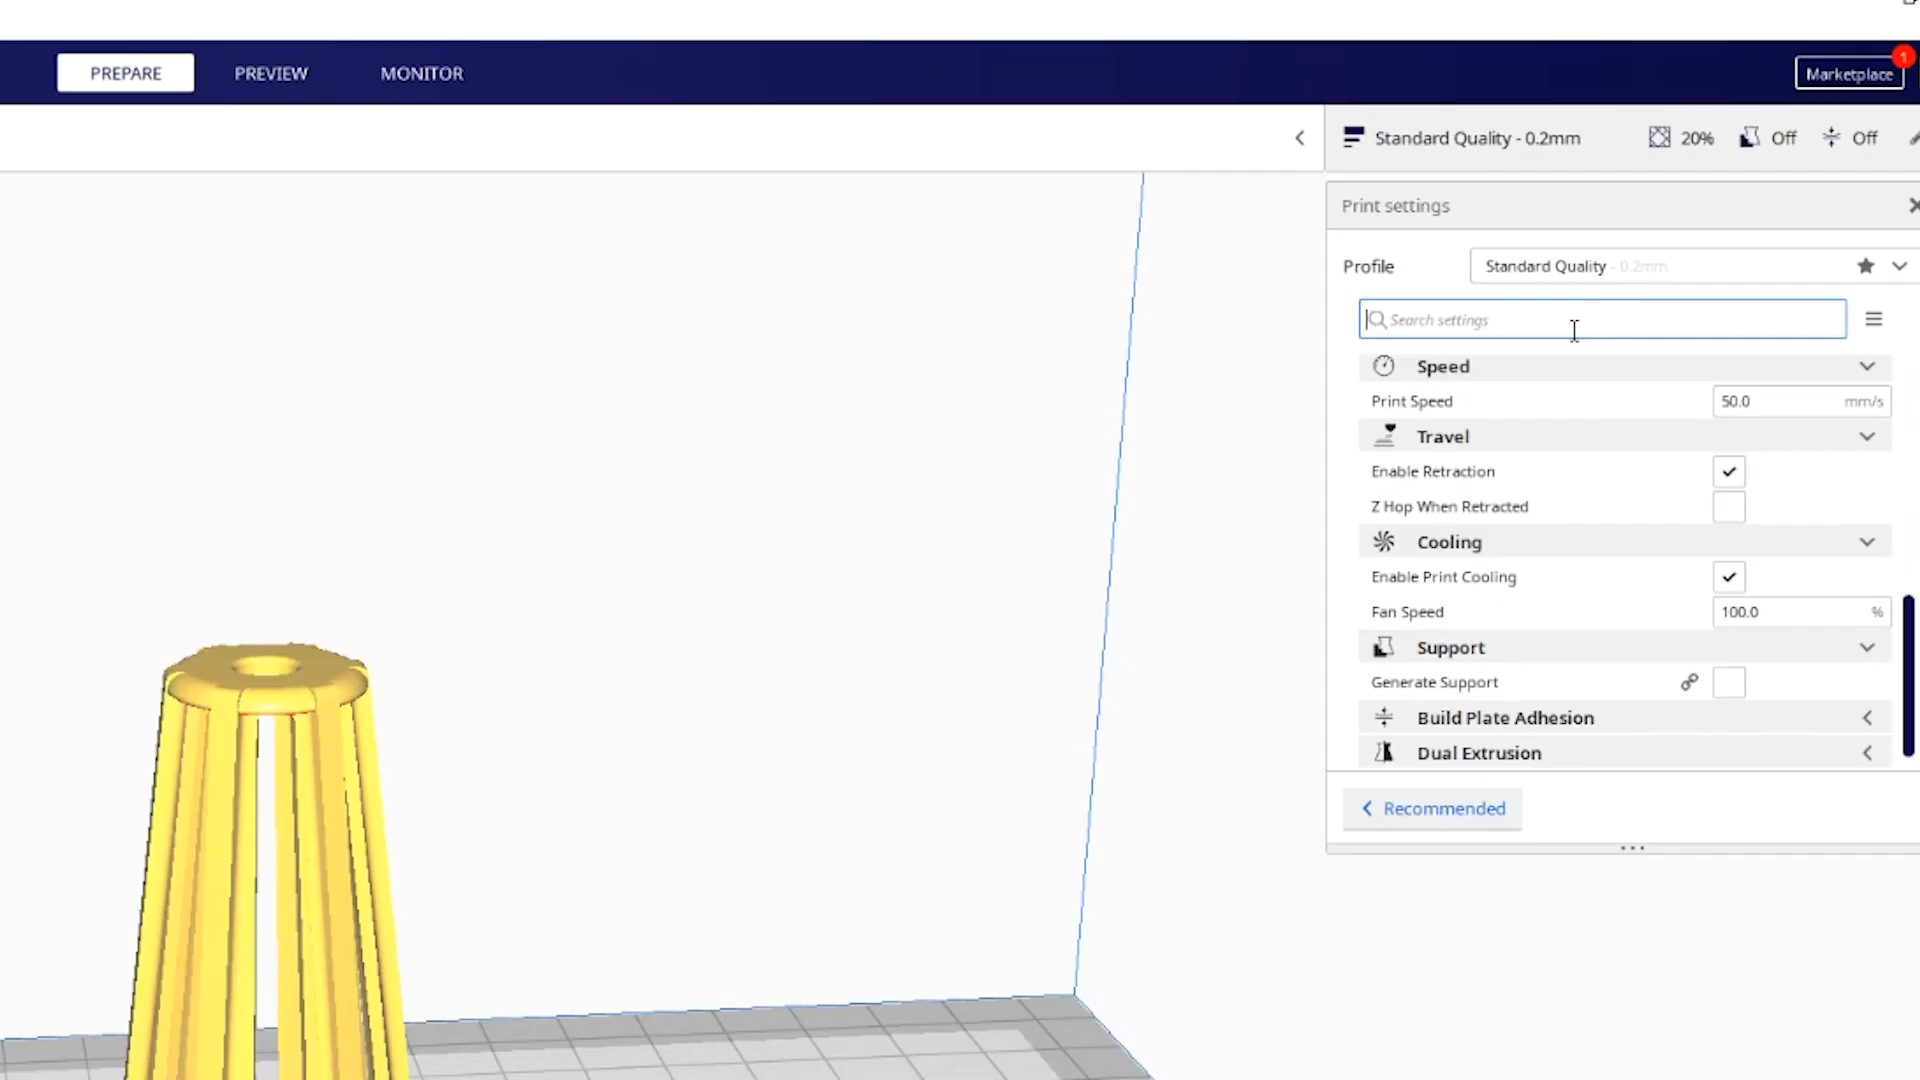 PREPARE PREVIEW MONITOR Marketplace 1
Standard Quality - 0.2mm 20% Off Off
Print settings
Profile Standard Quality - 0.2mm
Search settings
Speed
Print Speed 50.0 mm/s
Travel
Enable Retraction
Z Hop When Retracted
Cooling
Enable Print Cooling
Fan Speed 100.0 %
Support
Generate Support
Build Plate Adhesion
Dual Extrusion
Recommended